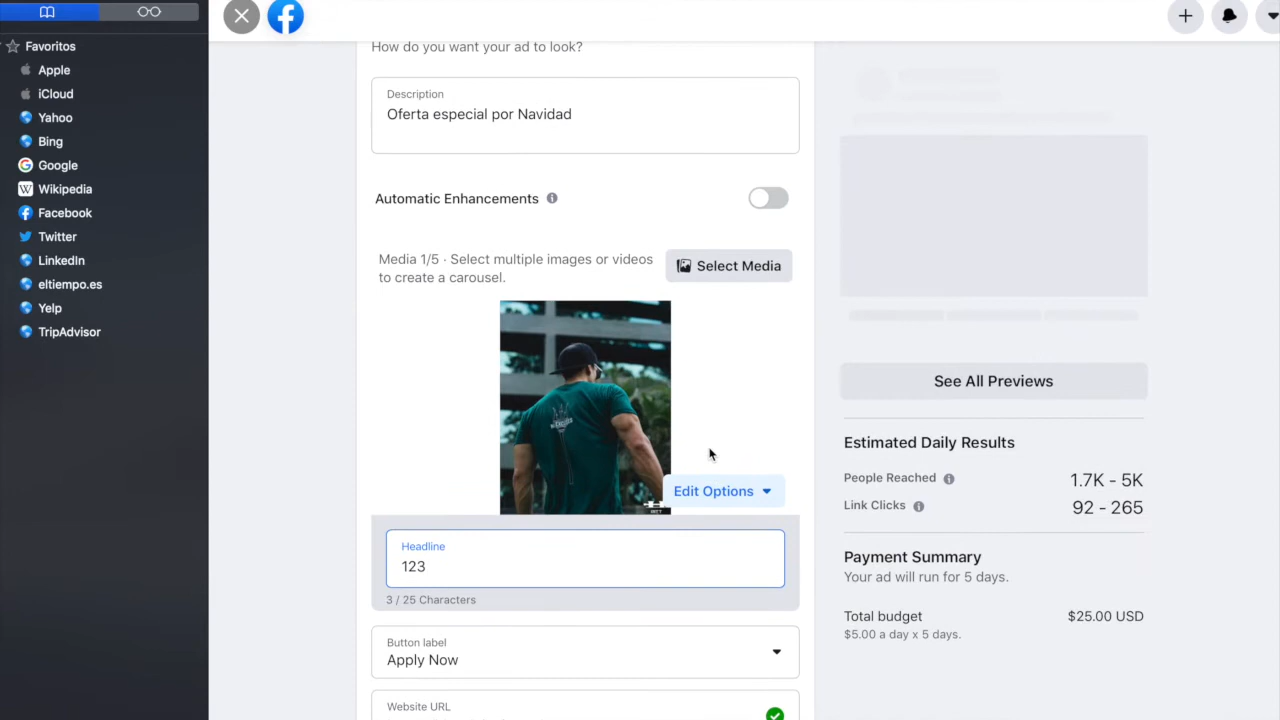 Favoritos
Apple
iCloud
Yahoo
Bing
Google
Wikipedia
Facebook
Twitter
LinkedIn
eltiempo.es
Yelp
TripAdvisor
How do you want your ad to look?
Description
Oferta especial por Navidad
Automatic Enhancements
Media 1/5 · Select multiple images or videos
to create a carousel.
Select Media
Edit Options
Headline
123
3 / 25 Characters
Button label
Apply Now
Website URL
See All Previews
Estimated Daily Results
People Reached
1.7K - 5K
Link Clicks
92 - 265
Payment Summary
Your ad will run for 5 days.
Total budget
$25.00 USD
$5.00 a day x 5 days.